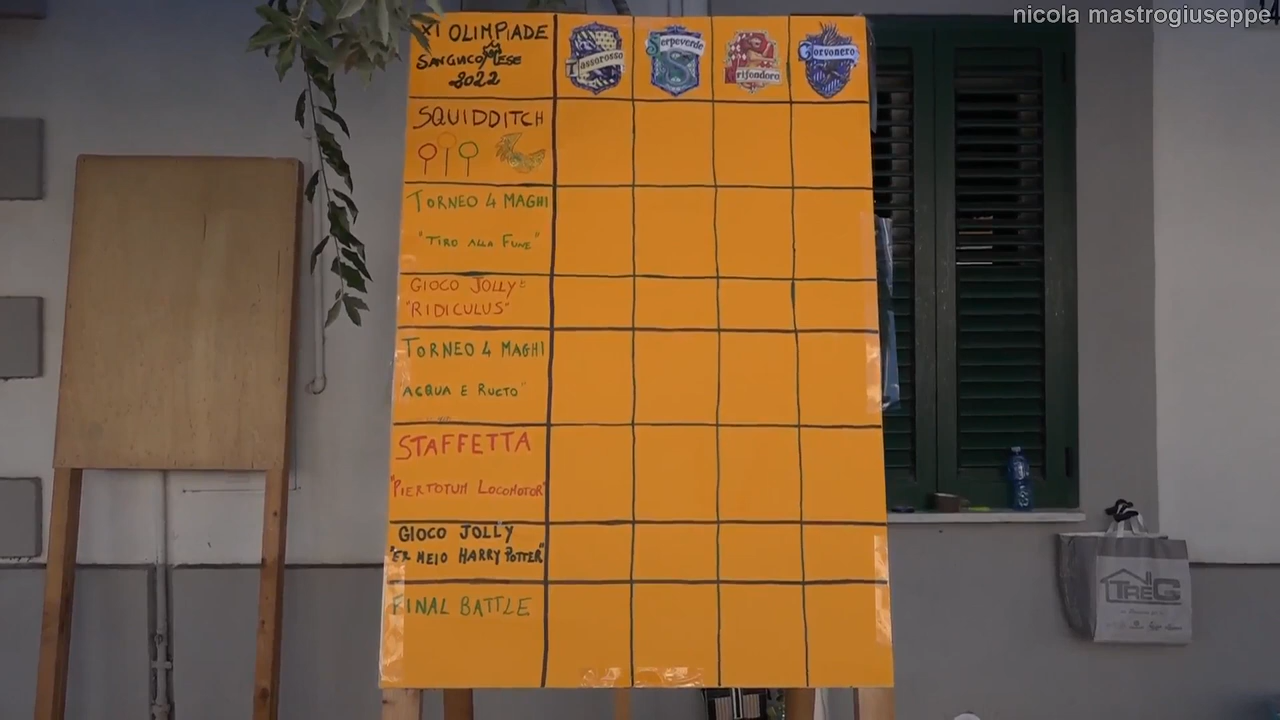 nicola mastrogiuseppe
XI OLIMPIADE
SANGIACOMESE
2022
Tassorosso
Serpeverde
Grifondoro
Corvonero
SQUIDDITCH
TORNEO 4 MAGHI
"TIRO ALLA FUNE"
GIOCO JOLLY:
"RIDICULUS"
TORNEO 4 MAGHI
"ACQUA E RUCTO"
STAFFETTA
"PIERTOTUM LOCOMOTOR"
GIOCO JOLLY
"ER MEIO HARRY POTTER"
FINAL BATTLE
TREG